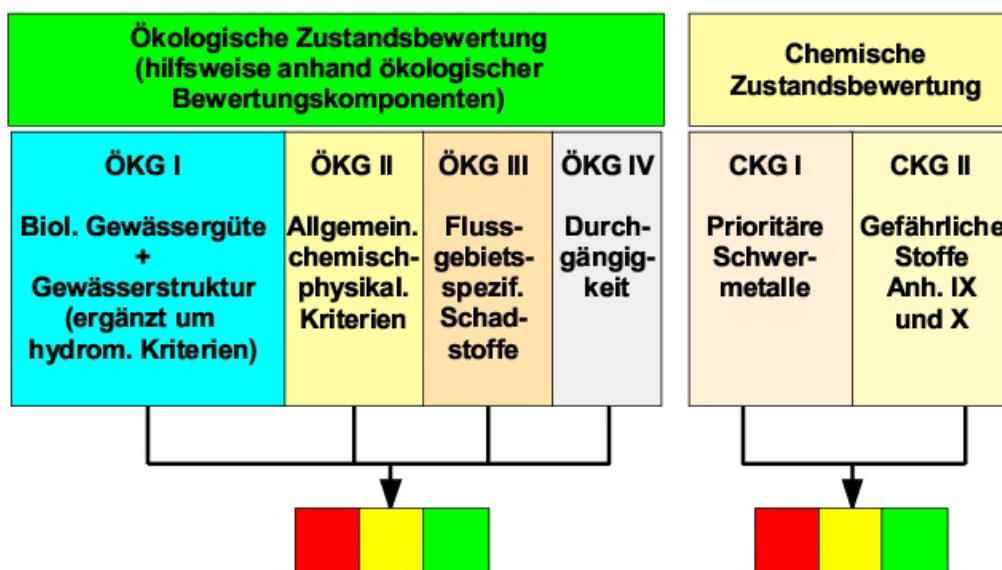 Ökologische Zustandsbewertung
(hilfsweise anhand ökologischer
Bewertungskomponenten)
Chemische
Zustandsbewertung
ÖKG I
Biol. Gewässergüte
+
Gewässerstruktur
(ergänzt um
hydrom. Kriterien)
ÖKG II
Allgemein.
chemisch-
physikal.
Kriterien
ÖKG III
Fluss-
gebiets-
spezif.
Schad-
stoffe
ÖKG IV
Durch-
gängig-
keit
CKG I
Prioritäre
Schwer-
metalle
CKG II
Gefährliche
Stoffe
Anh. IX
und X